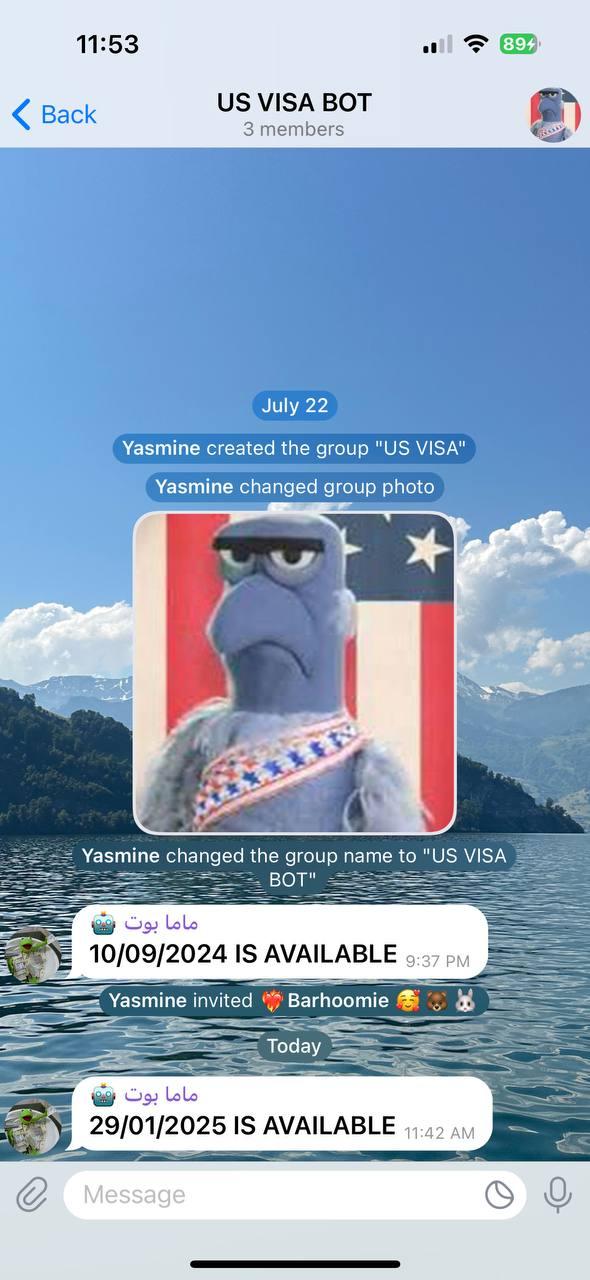 11:53
89
Back
US VISA BOT
3 members
July 22
Yasmine created the group "US VISA"
Yasmine changed group photo
Yasmine changed the group name to "US VISA
BOT"
🤖 ماما بوت
10/09/2024 IS AVAILABLE 9:37 PM
Yasmine invited ❤️‍🔥Barhoomie 🥰🐻🐰
Today
🤖 ماما بوت
29/01/2025 IS AVAILABLE 11:42 AM
Message